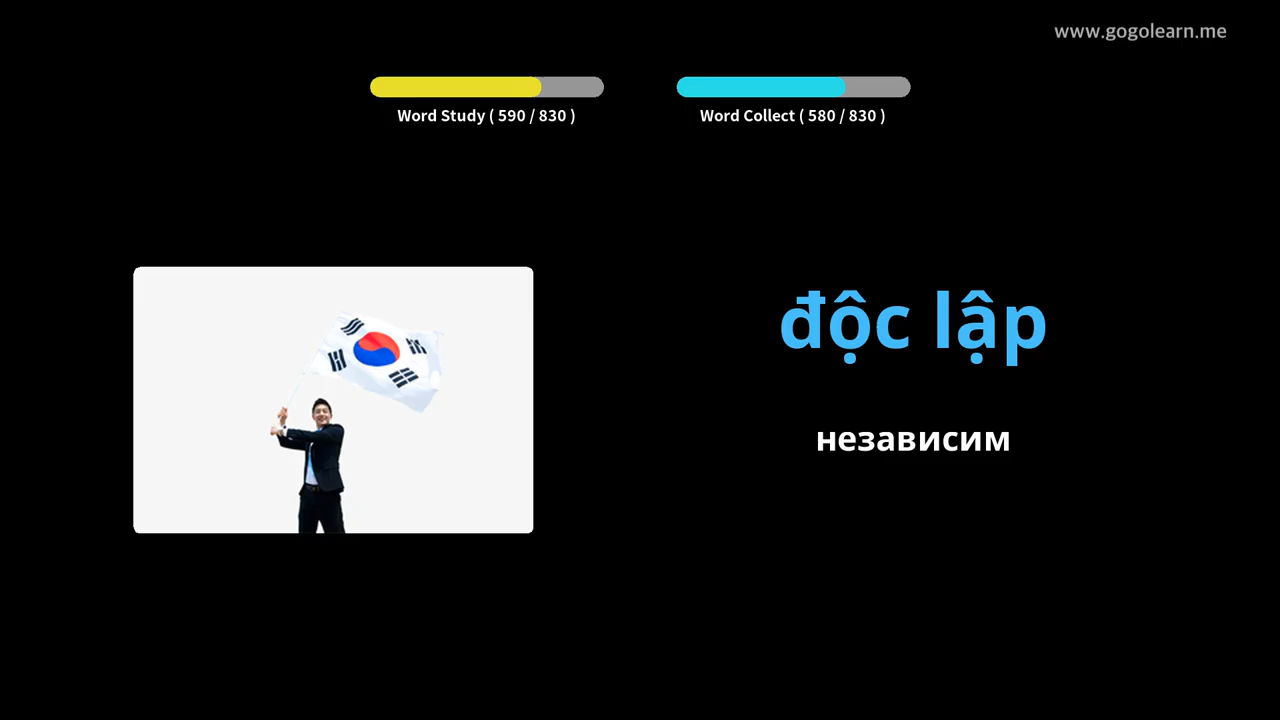 www.gogolearn.me
Word Study ( 590 / 830 )
Word Collect ( 580 / 830 )
độc lập
независим